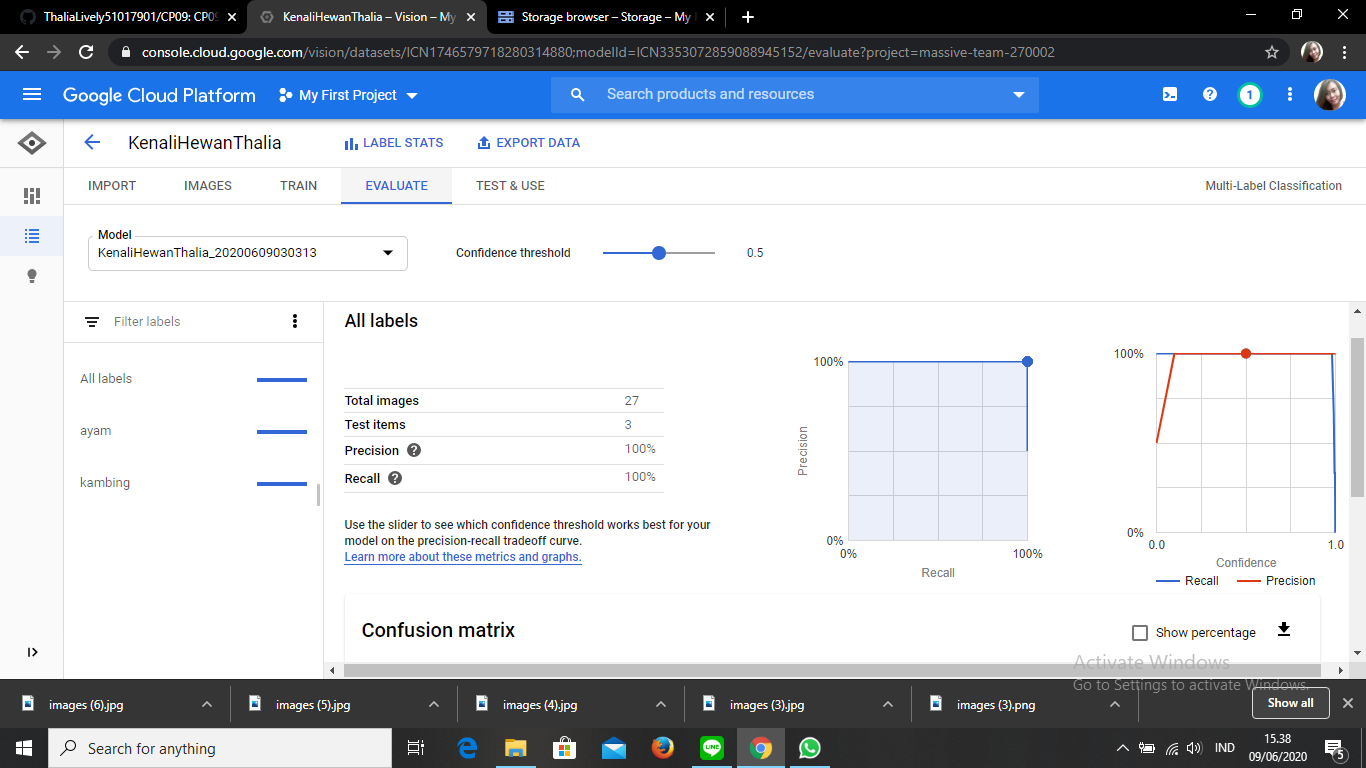 ThaliaLively51017901/CP09: CP0
KenaliHewanThalia – Vision – My
Storage browser – Storage – My
console.cloud.google.com/vision/datasets/ICN1746579718280314880;modelId=ICN3353072859088945152/evaluate?project=massive-team-270002
Google Cloud Platform
My First Project
Search products and resources
1
KenaliHewanThalia
LABEL STATS
EXPORT DATA
IMPORT
IMAGES
TRAIN
EVALUATE
TEST & USE
Multi-Label Classification
Model
KenaliHewanThalia_20200609030313
Confidence threshold
0.5
Filter labels
All labels
ayam
kambing
All labels
Total images 27
Test items 3
Precision 100%
Recall 100%
Use the slider to see which confidence threshold works best for your
model on the precision-recall tradeoff curve.
Learn more about these metrics and graphs.
100%
Precision
0%
0% 100%
Recall
100%
0%
0.0 1.0
Confidence
Recall Precision
Confusion matrix
Show percentage
Activate Windows
Go to Settings to activate Windows.
images (6).jpg
images (5).jpg
images (4).jpg
images (3).jpg
images (3).png
Show all
Search for anything
LINE
IND
15.38
09/06/2020
5